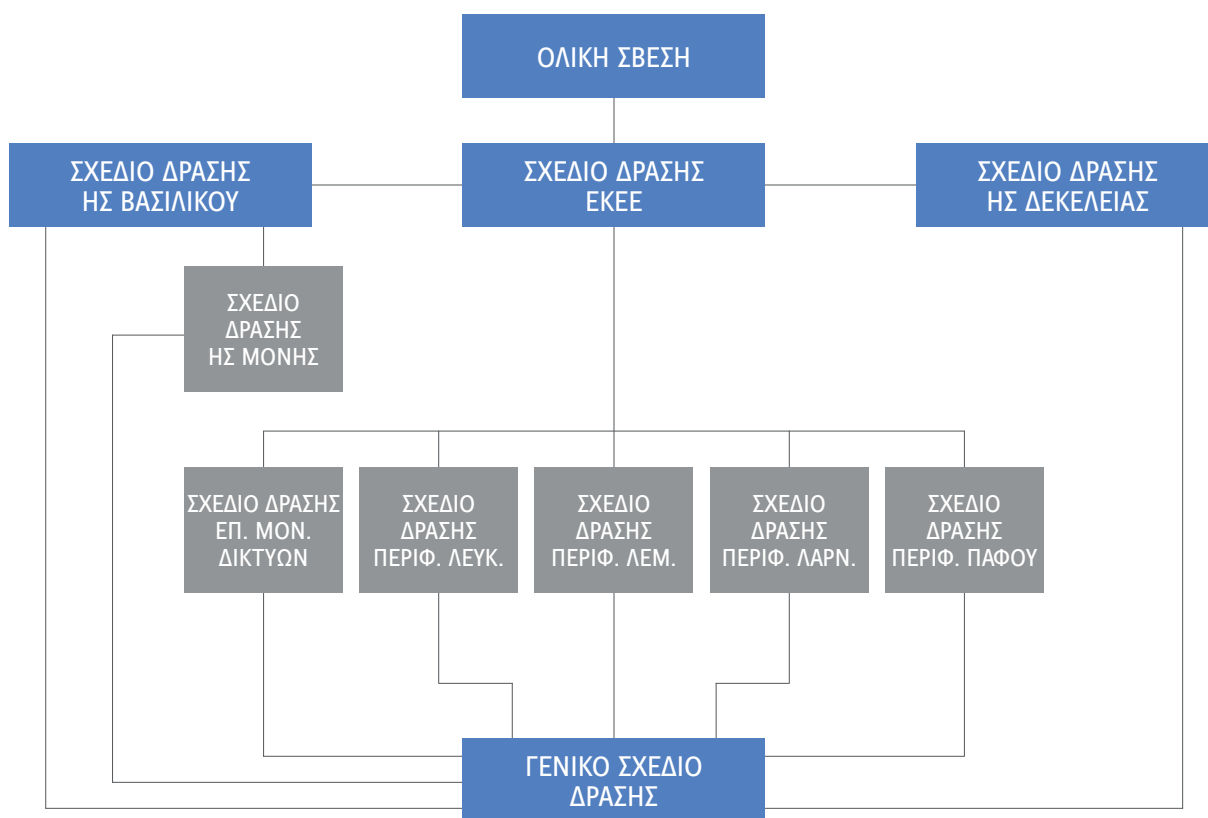 ΟΛΙΚΗ ΣΒΕΣΗ
ΣΧΕΔΙΟ ΔΡΑΣΗΣ
ΗΣ ΒΑΣΙΛΙΚΟΥ
ΣΧΕΔΙΟ ΔΡΑΣΗΣ
ΕΚΕΕ
ΣΧΕΔΙΟ ΔΡΑΣΗΣ
ΗΣ ΔΕΚΕΛΕΙΑΣ
ΣΧΕΔΙΟ
ΔΡΑΣΗΣ
ΗΣ ΜΟΝΗΣ
ΣΧΕΔΙΟ ΔΡΑΣΗΣ
ΕΠ. ΜΟΝ.
ΔΙΚΤΥΩΝ
ΣΧΕΔΙΟ
ΔΡΑΣΗΣ
ΠΕΡΙΦ. ΛΕΥΚ.
ΣΧΕΔΙΟ
ΔΡΑΣΗΣ
ΠΕΡΙΦ. ΛΕΜ.
ΣΧΕΔΙΟ
ΔΡΑΣΗΣ
ΠΕΡΙΦ. ΛΑΡΝ.
ΣΧΕΔΙΟ
ΔΡΑΣΗΣ
ΠΕΡΙΦ. ΠΑΦΟΥ
ΓΕΝΙΚΟ ΣΧΕΔΙΟ
ΔΡΑΣΗΣ